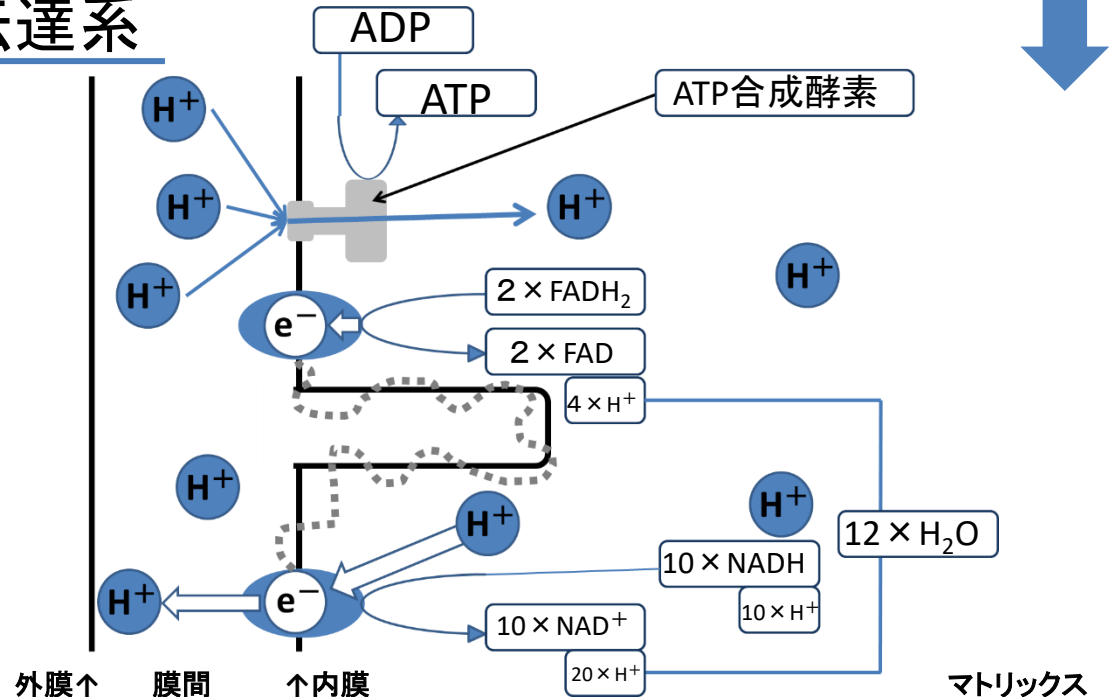 達系
ADP
ATP
ATP合成酵素
H⁺
H⁺
H⁺
H⁺
H⁺
2×FADH₂
e⁻
2×FAD
4×H⁺
H⁺
H⁺
H⁺
12×H₂O
10×NADH
10×H⁺
H⁺
e⁻
10×NAD⁺
20×H⁺
外膜↑
膜間
↑内膜
マトリックス